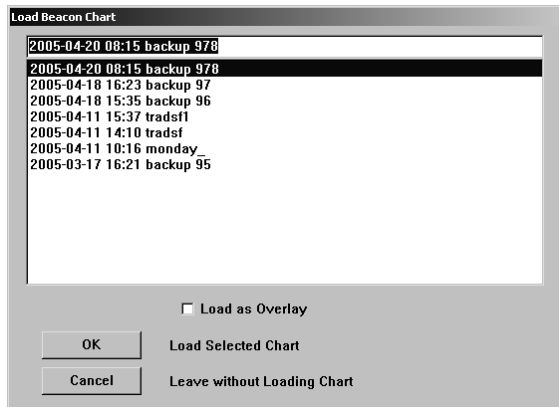 Load Beacon Chart
2005-04-20 08:15 backup 978
2005-04-20 08:15 backup 978
2005-04-18 16:23 backup 97
2005-04-18 15:35 backup 96
2005-04-11 15:37 tradsf1
2005-04-11 14:10 tradsf
2005-04-11 10:16 monday_
2005-03-17 16:21 backup 95
Load as Overlay
OK Load Selected Chart
Cancel Leave without Loading Chart